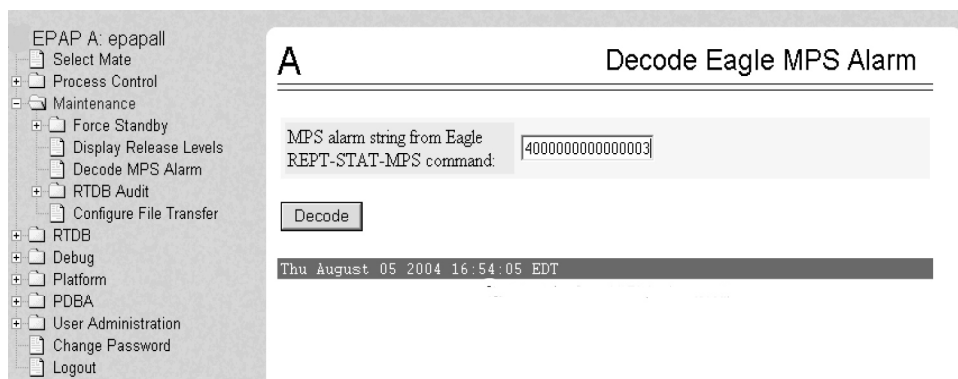 EPAP A: epapall
Select Mate
Process Control
Maintenance
Force Standby
Display Release Levels
Decode MPS Alarm
RTDB Audit
Configure File Transfer
RTDB
Debug
Platform
PDBA
User Administration
Change Password
Logout
A
Decode Eagle MPS Alarm
MPS alarm string from Eagle
REPT-STAT-MPS command:
4000000000000003
Decode
Thu August 05 2004 16:54:05 EDT